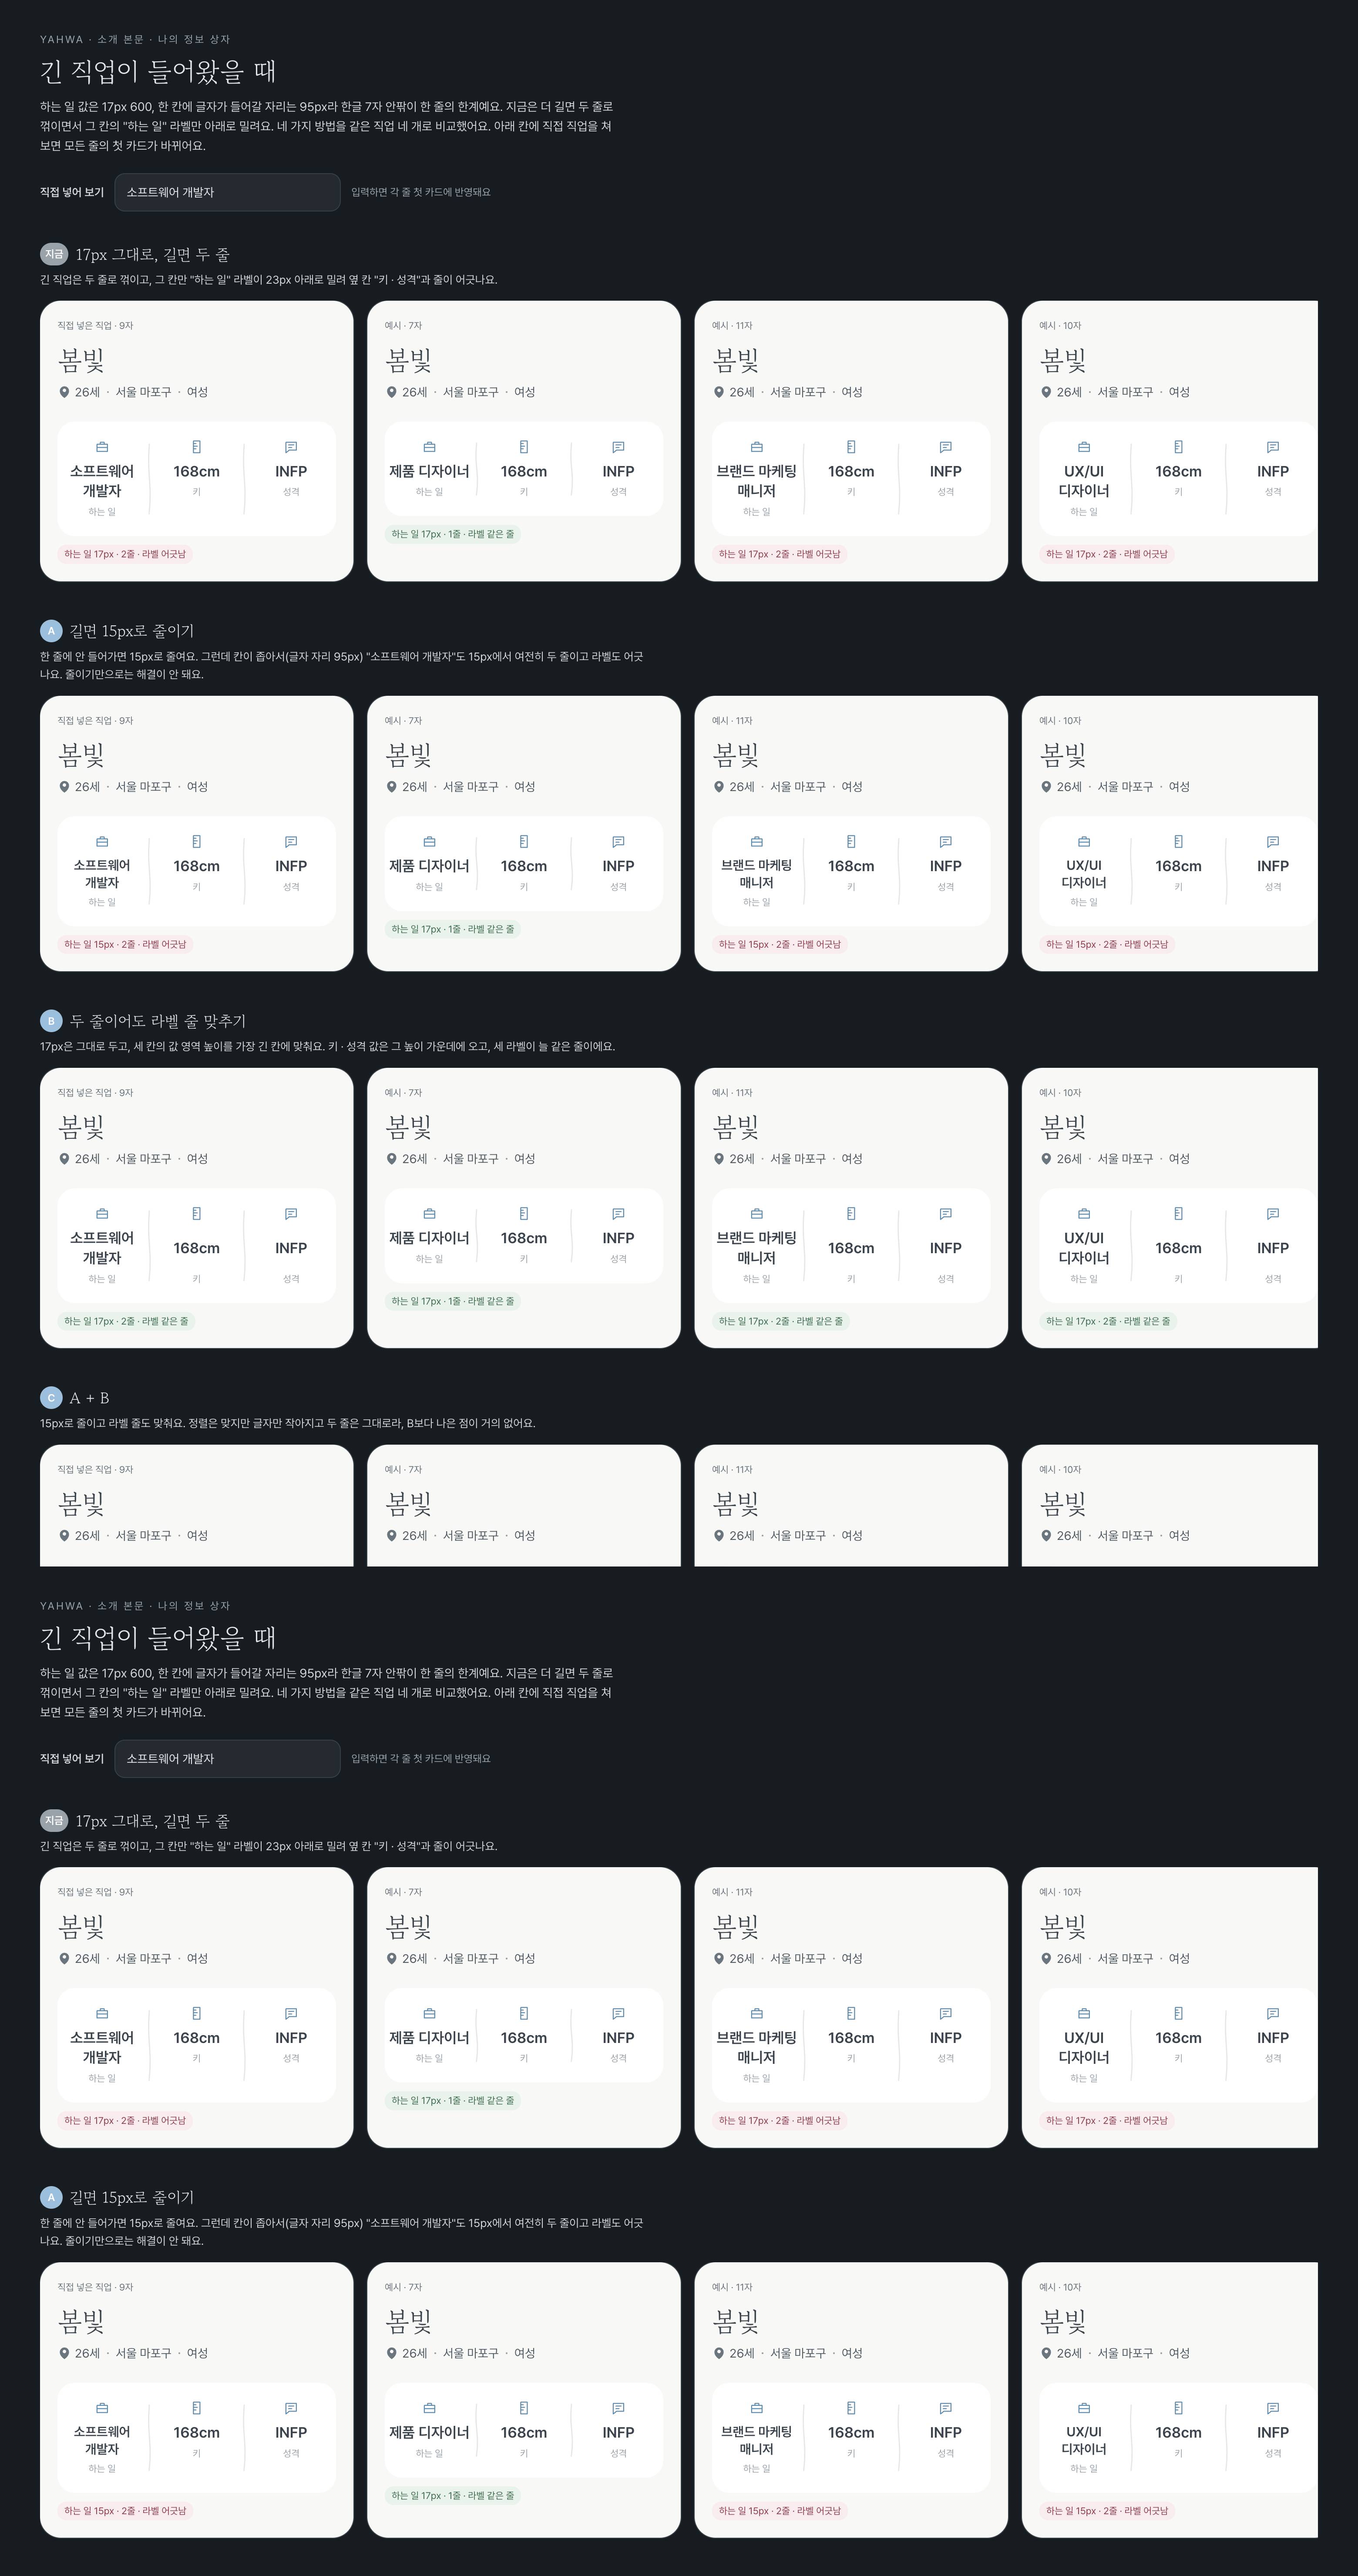 YAHWA · 소개 본문 · 나의 정보 상자
긴 직업이 들어왔을 때
하는 일 값은 17px 600, 한 칸에 글자가 들어갈 자리는 95px라 한글 7자 안팎이 한 줄의 한계예요. 지금은 더 길면 두 줄로
꺾이면서 그 칸의 "하는 일" 라벨만 아래로 밀려요. 네 가지 방법을 같은 직업 네 개로 비교했어요. 아래 칸에 직접 직업을 쳐
보면 모든 줄의 첫 카드가 바뀌어요.
직접 넣어 보기 소프트웨어 개발자 입력하면 각 줄 첫 카드에 반영돼요
지금 17px 그대로, 길면 두 줄
긴 직업은 두 줄로 꺾이고, 그 칸만 "하는 일" 라벨이 23px 아래로 밀려 옆 칸 "키 · 성격"과 줄이 어긋나요.
직접 넣은 직업 · 9자 예시 · 7자 예시 · 11자 예시 · 10자
봄빛 봄빛 봄빛 봄빛
26세 · 서울 마포구 · 여성 26세 · 서울 마포구 · 여성 26세 · 서울 마포구 · 여성 26세 · 서울 마포구 · 여성
소프트웨어 168cm INFP 제품 디자이너 168cm INFP 브랜드 마케팅 168cm INFP UX/UI 168cm INFP
개발자 키 성격 하는 일 키 성격 매니저 키 성격 디자이너 키 성격
하는 일 하는 일 하는 일
하는 일 17px · 2줄 · 라벨 어긋남 하는 일 17px · 1줄 · 라벨 같은 줄 하는 일 17px · 2줄 · 라벨 어긋남 하는 일 17px · 2줄 · 라벨 어긋남
A 길면 15px로 줄이기
한 줄에 안 들어가면 15px로 줄여요. 그런데 칸이 좁아서(글자 자리 95px) "소프트웨어 개발자"도 15px에서 여전히 두 줄이고 라벨도 어긋
나요. 줄이기만으로는 해결이 안 돼요.
직접 넣은 직업 · 9자 예시 · 7자 예시 · 11자 예시 · 10자
봄빛 봄빛 봄빛 봄빛
26세 · 서울 마포구 · 여성 26세 · 서울 마포구 · 여성 26세 · 서울 마포구 · 여성 26세 · 서울 마포구 · 여성
소프트웨어 168cm INFP 제품 디자이너 168cm INFP 브랜드 마케팅 168cm INFP UX/UI 168cm INFP
개발자 키 성격 하는 일 키 성격 매니저 키 성격 디자이너 키 성격
하는 일 하는 일 하는 일
하는 일 15px · 2줄 · 라벨 어긋남 하는 일 17px · 1줄 · 라벨 같은 줄 하는 일 15px · 2줄 · 라벨 어긋남 하는 일 15px · 2줄 · 라벨 어긋남
B 두 줄이어도 라벨 줄 맞추기
17px은 그대로 두고, 세 칸의 값 영역 높이를 가장 긴 칸에 맞춰요. 키 · 성격 값은 그 높이 가운데에 오고, 세 라벨이 늘 같은 줄이에요.
직접 넣은 직업 · 9자 예시 · 7자 예시 · 11자 예시 · 10자
봄빛 봄빛 봄빛 봄빛
26세 · 서울 마포구 · 여성 26세 · 서울 마포구 · 여성 26세 · 서울 마포구 · 여성 26세 · 서울 마포구 · 여성
소프트웨어 168cm INFP 제품 디자이너 168cm INFP 브랜드 마케팅 168cm INFP UX/UI 168cm INFP
개발자 하는 일 키 성격 매니저 디자이너
하는 일 키 성격 하는 일 키 성격 하는 일 키 성격
하는 일 17px · 2줄 · 라벨 같은 줄 하는 일 17px · 1줄 · 라벨 같은 줄 하는 일 17px · 2줄 · 라벨 같은 줄 하는 일 17px · 2줄 · 라벨 같은 줄
C A + B
15px로 줄이고 라벨 줄도 맞춰요. 정렬은 맞지만 글자만 작아지고 두 줄은 그대로라, B보다 나은 점이 거의 없어요.
직접 넣은 직업 · 9자 예시 · 7자 예시 · 11자 예시 · 10자
봄빛 봄빛 봄빛 봄빛
26세 · 서울 마포구 · 여성 26세 · 서울 마포구 · 여성 26세 · 서울 마포구 · 여성 26세 · 서울 마포구 · 여성
YAHWA · 소개 본문 · 나의 정보 상자
긴 직업이 들어왔을 때
하는 일 값은 17px 600, 한 칸에 글자가 들어갈 자리는 95px라 한글 7자 안팎이 한 줄의 한계예요. 지금은 더 길면 두 줄로
꺾이면서 그 칸의 "하는 일" 라벨만 아래로 밀려요. 네 가지 방법을 같은 직업 네 개로 비교했어요. 아래 칸에 직접 직업을 쳐
보면 모든 줄의 첫 카드가 바뀌어요.
직접 넣어 보기 소프트웨어 개발자 입력하면 각 줄 첫 카드에 반영돼요
지금 17px 그대로, 길면 두 줄
긴 직업은 두 줄로 꺾이고, 그 칸만 "하는 일" 라벨이 23px 아래로 밀려 옆 칸 "키 · 성격"과 줄이 어긋나요.
직접 넣은 직업 · 9자 예시 · 7자 예시 · 11자 예시 · 10자
봄빛 봄빛 봄빛 봄빛
26세 · 서울 마포구 · 여성 26세 · 서울 마포구 · 여성 26세 · 서울 마포구 · 여성 26세 · 서울 마포구 · 여성
소프트웨어 168cm INFP 제품 디자이너 168cm INFP 브랜드 마케팅 168cm INFP UX/UI 168cm INFP
개발자 키 성격 하는 일 키 성격 매니저 키 성격 디자이너 키 성격
하는 일 하는 일 하는 일
하는 일 17px · 2줄 · 라벨 어긋남 하는 일 17px · 1줄 · 라벨 같은 줄 하는 일 17px · 2줄 · 라벨 어긋남 하는 일 17px · 2줄 · 라벨 어긋남
A 길면 15px로 줄이기
한 줄에 안 들어가면 15px로 줄여요. 그런데 칸이 좁아서(글자 자리 95px) "소프트웨어 개발자"도 15px에서 여전히 두 줄이고 라벨도 어긋
나요. 줄이기만으로는 해결이 안 돼요.
직접 넣은 직업 · 9자 예시 · 7자 예시 · 11자 예시 · 10자
봄빛 봄빛 봄빛 봄빛
26세 · 서울 마포구 · 여성 26세 · 서울 마포구 · 여성 26세 · 서울 마포구 · 여성 26세 · 서울 마포구 · 여성
소프트웨어 168cm INFP 제품 디자이너 168cm INFP 브랜드 마케팅 168cm INFP UX/UI 168cm INFP
개발자 키 성격 하는 일 키 성격 매니저 키 성격 디자이너 키 성격
하는 일 하는 일 하는 일
하는 일 15px · 2줄 · 라벨 어긋남 하는 일 17px · 1줄 · 라벨 같은 줄 하는 일 15px · 2줄 · 라벨 어긋남 하는 일 15px · 2줄 · 라벨 어긋남